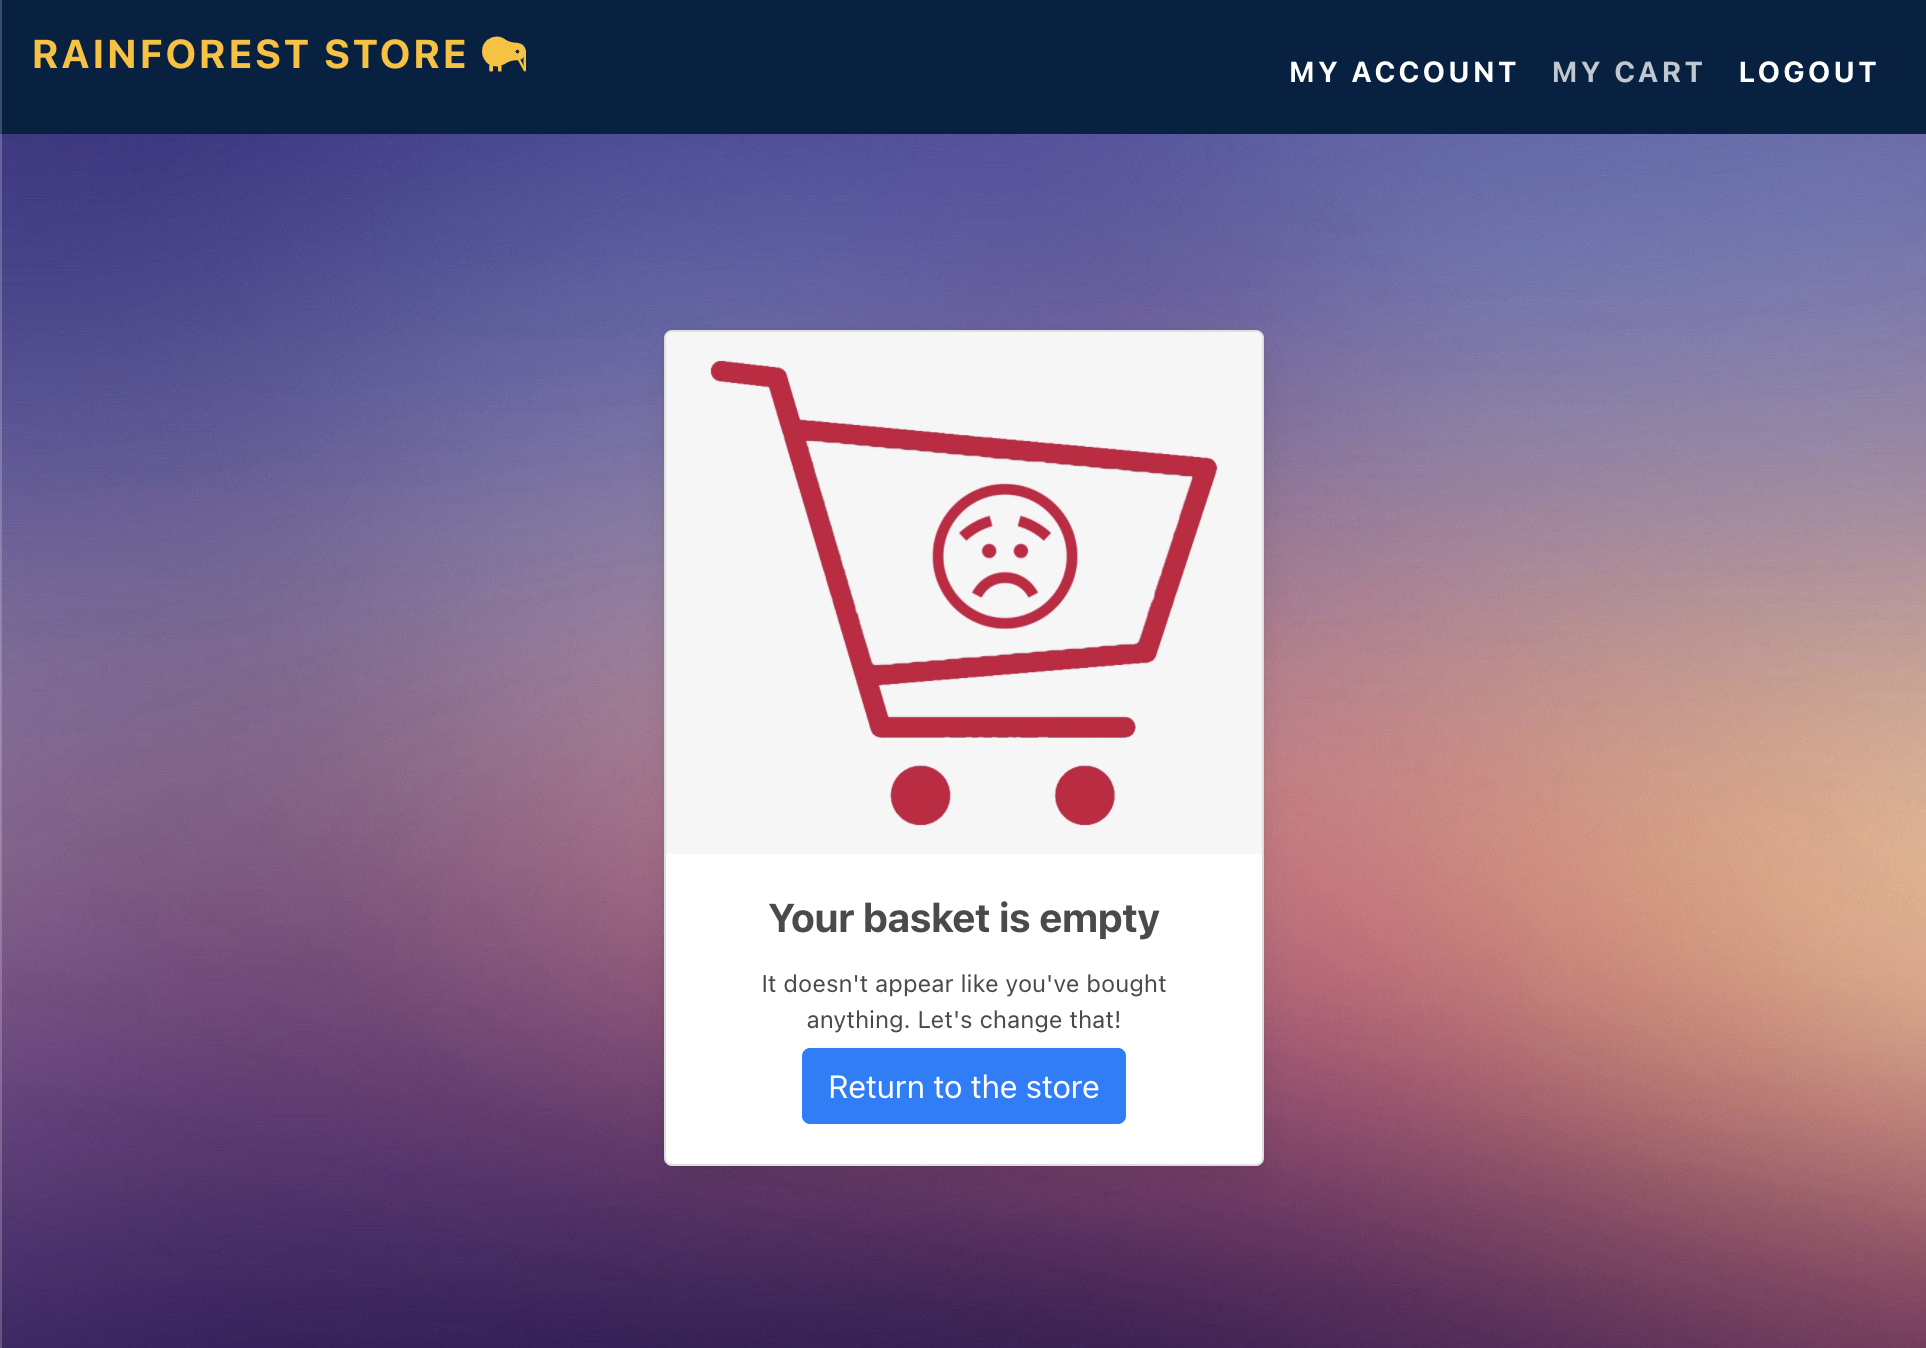 RAINFOREST STORE
MY ACCOUNT MY CART LOGOUT
Your basket is empty
It doesn't appear like you've bought
anything. Let's change that!
Return to the store